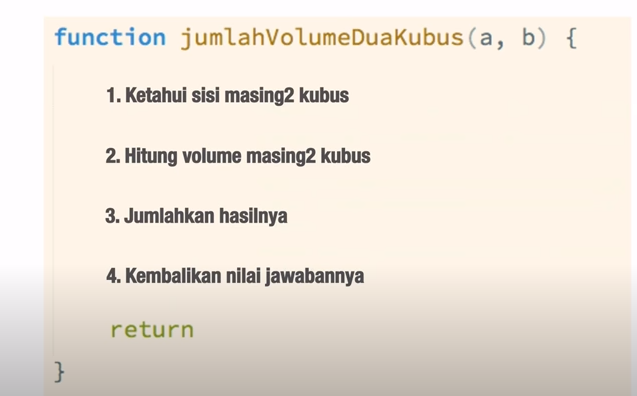 function jumlahVolumeDuaKubus(a, b) {
1. Ketahui sisi masing2 kubus
2. Hitung volume masing2 kubus
3. Jumlahkan hasilnya
4. Kembalikan nilai jawabannya
return
}